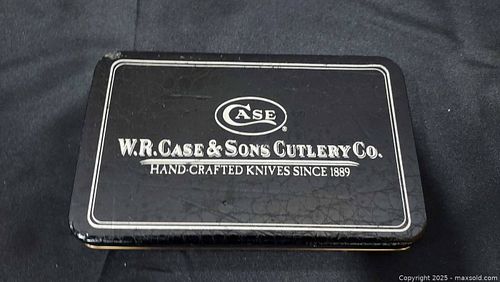 CASE
®
W.R. CASE & SONS CUTLERY CO.
HAND-CRAFTED KNIVES SINCE 1889
Copyright 2025 - maxsold.com